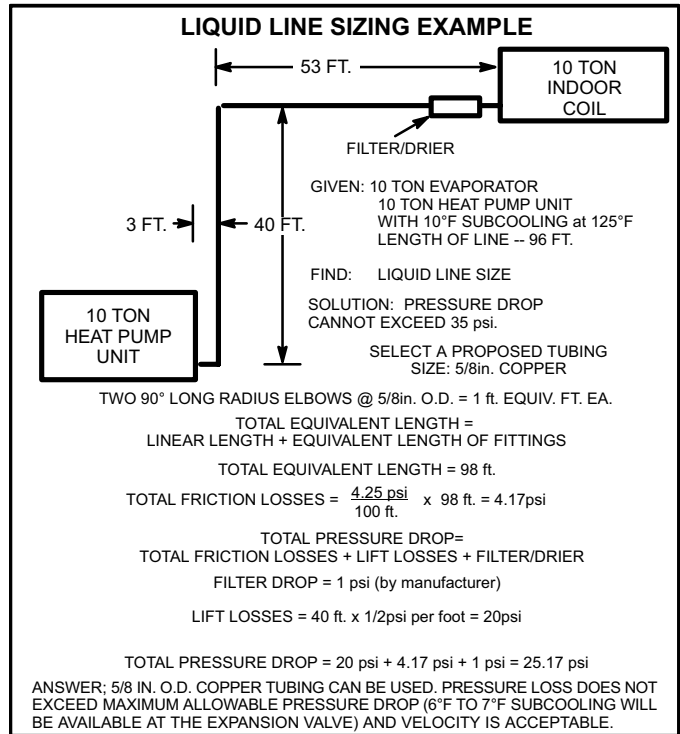 LIQUID LINE SIZING EXAMPLE
53 FT.
10 TON
INDOOR
COIL
FILTER/DRIER
3 FT.
40 FT.
GIVEN: 10 TON EVAPORATOR
10 TON HEAT PUMP UNIT
WITH 10°F SUBCOOLING at 125°F
LENGTH OF LINE -- 96 FT.
FIND: LIQUID LINE SIZE
SOLUTION: PRESSURE DROP
CANNOT EXCEED 35 psi.
10 TON
HEAT PUMP
UNIT
SELECT A PROPOSED TUBING
SIZE: 5/8in. COPPER
TWO 90° LONG RADIUS ELBOWS @ 5/8in. O.D. = 1 ft. EQUIV. FT. EA.
TOTAL EQUIVALENT LENGTH =
LINEAR LENGTH + EQUIVALENT LENGTH OF FITTINGS
TOTAL EQUIVALENT LENGTH = 98 ft.
TOTAL FRICTION LOSSES = 4.25 psi / 100 ft. x 98 ft. = 4.17psi
TOTAL PRESSURE DROP=
TOTAL FRICTION LOSSES + LIFT LOSSES + FILTER/DRIER
FILTER DROP = 1 psi (by manufacturer)
LIFT LOSSES = 40 ft. x 1/2psi per foot = 20psi
TOTAL PRESSURE DROP = 20 psi + 4.17 psi + 1 psi = 25.17 psi
ANSWER; 5/8 IN. O.D. COPPER TUBING CAN BE USED. PRESSURE LOSS DOES NOT
EXCEED MAXIMUM ALLOWABLE PRESSURE DROP (6°F TO 7°F SUBCOOLING WILL
BE AVAILABLE AT THE EXPANSION VALVE) AND VELOCITY IS ACCEPTABLE.